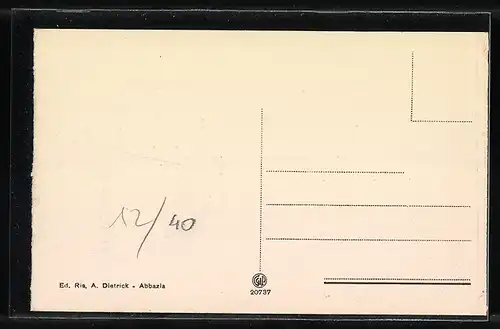 12/40
Ed. Ris, A. Dietrick - Abbazia
20737